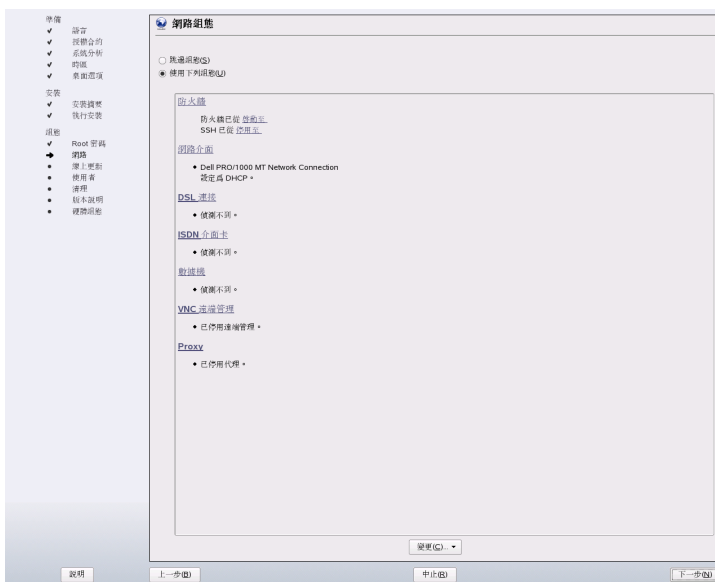 準備
✔ 語言
✔ 授權合約
✔ 系統分析
✔ 時區
✔ 桌面選項
安裝
✔ 安裝摘要
✔ 執行安裝
組態
✔ Root 密碼
➔ 網路
● 線上更新
● 使用者
● 清理
● 版本說明
● 硬體組態
網路組態
跳過組態(S)
使用下列組態(U)
防火牆
防火牆已從 啓動至
SSH 已從 停用至
網路介面
◆ Dell PRO/1000 MT Network Connection
設定爲 DHCP。
DSL 連接
◆ 偵測不到。
ISDN 介面卡
◆ 偵測不到。
數據機
◆ 偵測不到。
VNC 遠端管理
◆ 已停用遠端管理。
Proxy
◆ 已停用代理。
變更(C)...
說明
上一步(B)
中止(R)
下一步(N)